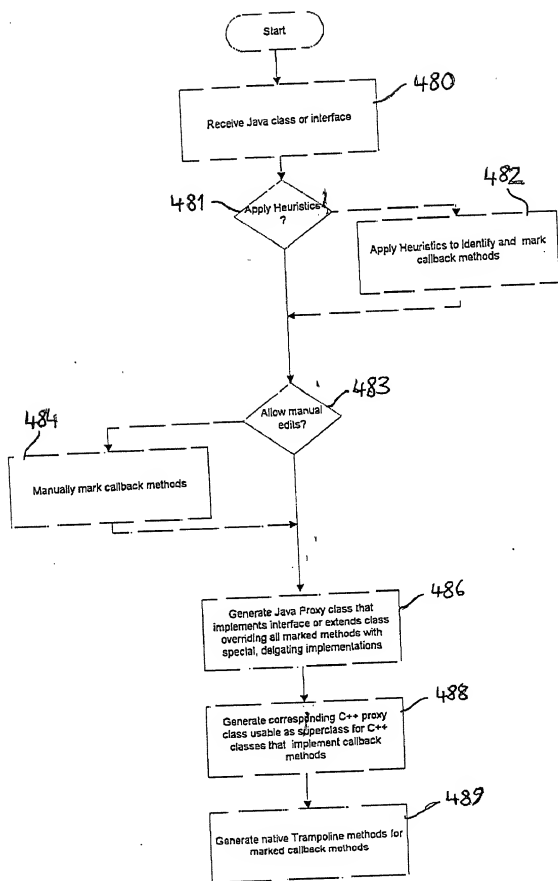 Start
480
Receive Java class or interface
481
Apply Heuristics
?
482
Apply Heuristics to Identify and mark
callback methods
483
Allow manual
edits?
484
Manually mark callback methods
486
Generate Java Proxy class that
implements interface or extends class
overriding all marked methods with
special, delgating implementations
488
Generate corresponding C++ proxy
class usable as superclass for C++
classes that implement callback
methods
489
Generate native Trampoline methods for
marked callback methods